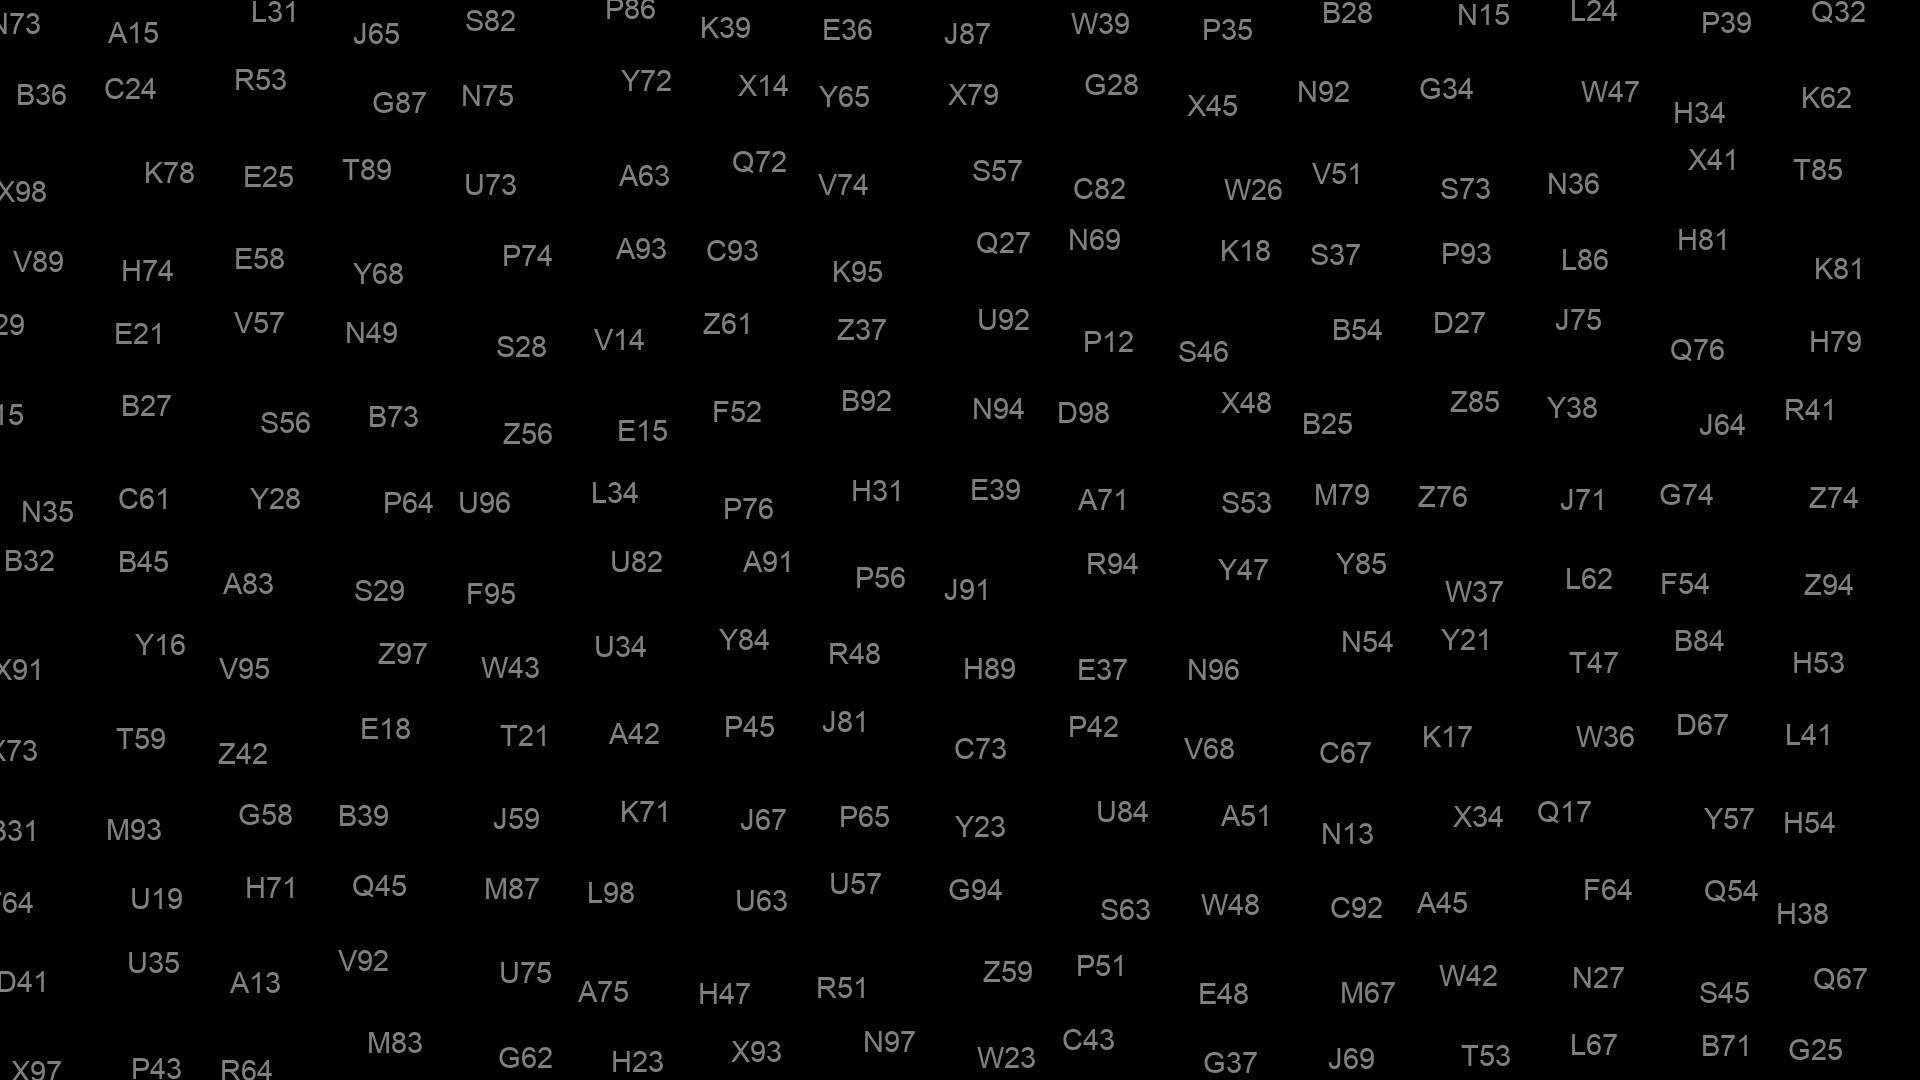 A15 L31 J65 S82 P86 K39 E36 J87 W39 P35 B28 N15 L24 P39 Q32
B36 C24 R53 G87 N75 Y72 X14 Y65 X79 G28 X45 N92 G34 W47 H34 K62
X98 K78 E25 T89 U73 A63 Q72 V74 S57 C82 W26 V51 S73 N36 X41 T85
V89 H74 E58 Y68 P74 A93 C93 K95 Q27 N69 K18 S37 P93 L86 H81 K81
29 E21 V57 N49 S28 V14 Z61 Z37 U92 P12 S46 B54 D27 J75 Q76 H79
15 B27 S56 B73 Z56 E15 F52 B92 N94 D98 X48 B25 Z85 Y38 J64 R41
N35 C61 Y28 P64 U96 L34 P76 H31 E39 A71 S53 M79 Z76 J71 G74 Z74
B32 B45 A83 S29 F95 U82 A91 P56 J91 R94 Y47 Y85 W37 L62 F54 Z94
X91 Y16 V95 Z97 W43 U34 Y84 R48 H89 E37 N96 N54 Y21 T47 B84 H53
73 T59 Z42 E18 T21 A42 P45 J81 C73 P42 V68 C67 K17 W36 D67 L41
31 M93 G58 B39 J59 K71 J67 P65 Y23 U84 A51 N13 X34 Q17 Y57 H54
64 U19 H71 Q45 M87 L98 U63 U57 G94 S63 W48 C92 A45 F64 Q54 H38
D41 U35 A13 V92 U75 A75 H47 R51 Z59 P51 E48 M67 W42 N27 S45 Q67
X97 P43 R64 M83 G62 H23 X93 N97 W23 C43 G37 J69 T53 L67 B71 G25